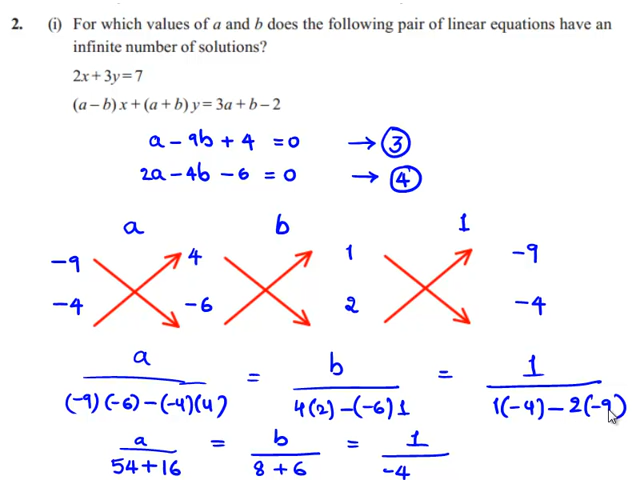 2. (i) For which values of a and b does the following pair of linear equations have an
infinite number of solutions?
2x + 3y = 7
(a – b) x + (a + b) y = 3a + b – 2
a – 9b + 4 = 0 → ③
2a – 4b – 6 = 0 → ④
a b 1
-9 4 1 -9
-4 -6 2 -4
a / (-9)(-6) – (-4)(4) = b / 4(2) – (-6)1 = 1 / 1(-4) – 2(-9)
a / 54 + 16 = b / 8 + 6 = 1 / -4